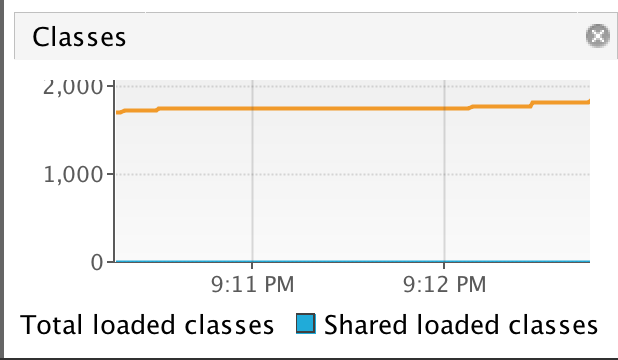 Classes
2,000
1,000
0
9:11 PM 9:12 PM
Total loaded classes Shared loaded classes